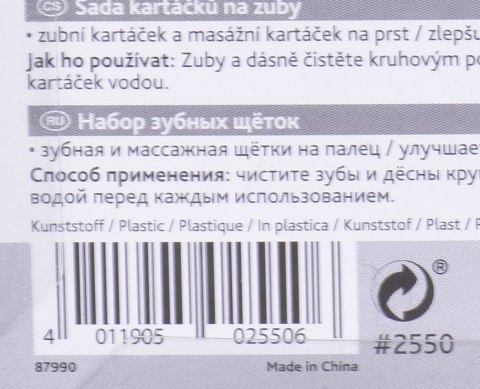 CS Sada kartáčků na zuby
• zubní kartáček a masážní kartáček na prst / zlepšu
Jak ho používat: Zuby a dásně čistěte kruhovým po
kartáček vodou.
RU Набор зубных щёток
• зубная и массажная щётки на палец / улучшае
Способ применения: чистите зубы и дёсны кру
водой перед каждым использованием.
Kunststoff / Plastic / Plastique / In plastica / Kunststof / Plast /
®
4 011905 025506
#2550
87990 Made in China